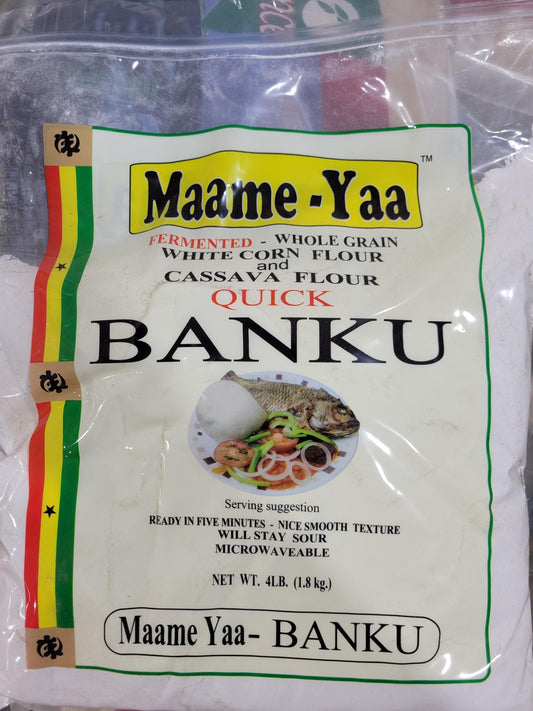 Maame-Yaa ™
FERMENTED - WHOLE GRAIN
WHITE CORN FLOUR
and
CASSAVA FLOUR
QUICK
BANKU
Serving suggestion
READY IN FIVE MINUTES - NICE SMOOTH TEXTURE
WILL STAY SOUR
MICROWAVEABLE
NET WT. 4LB. (1.8 kg.)
Maame Yaa- BANKU